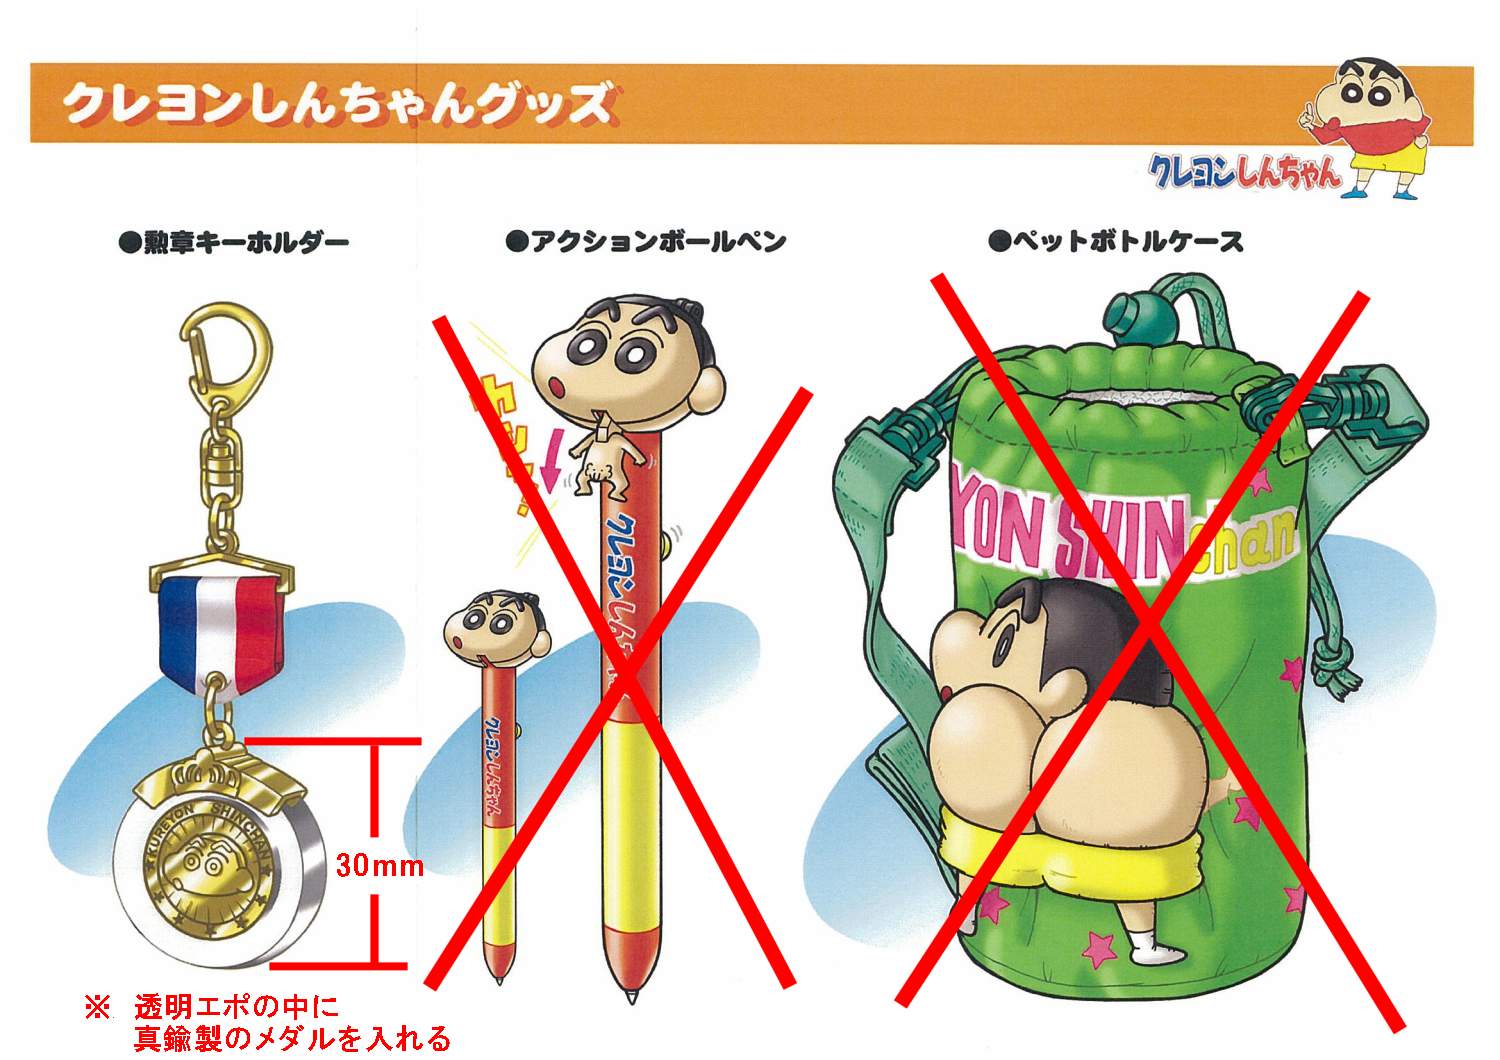 クレヨンしんちゃんグッズ
クレヨンしんちゃん
●勲章キーホルダー
●アクションボールペン
●ペットボトルケース
クレヨンしん
クレヨンしんちゃん
YON SHIN chan
KUREYON SHINCHAN
30mm
※ 透明エポの中に
真鍮製のメダルを入れる